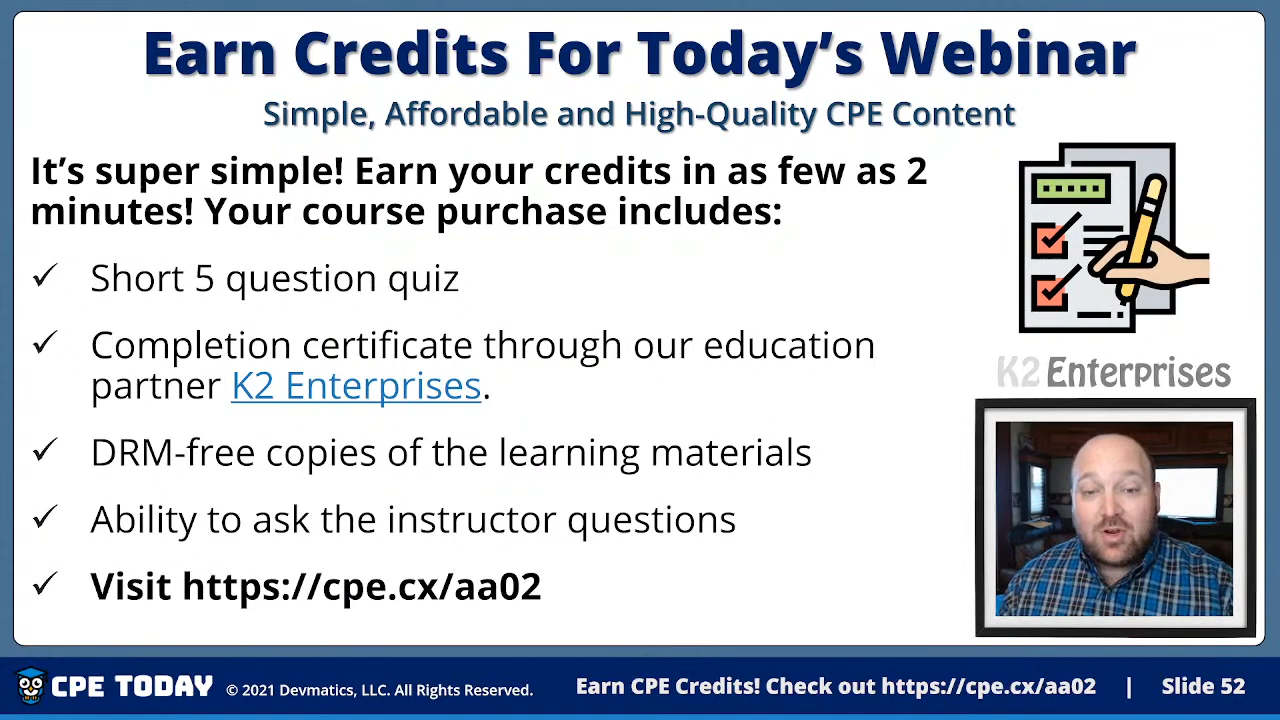 Earn Credits For Today’s Webinar
Simple, Affordable and High-Quality CPE Content
It’s super simple! Earn your credits in as few as 2
minutes! Your course purchase includes:
✓ Short 5 question quiz
✓ Completion certificate through our education
partner K2 Enterprises.
✓ DRM-free copies of the learning materials
✓ Ability to ask the instructor questions
✓ Visit https://cpe.cx/aa02
K2 Enterprises
CPE TODAY © 2021 Devmatics, LLC. All Rights Reserved. Earn CPE Credits! Check out https://cpe.cx/aa02 | Slide 52